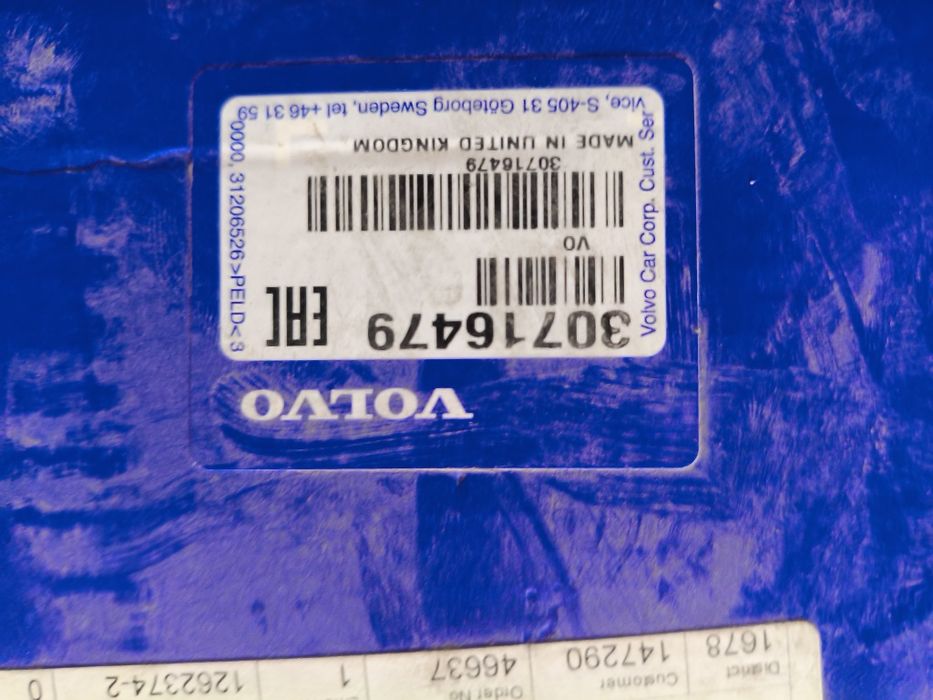 VOLVO
30716479
EAC
V0
30716479
MADE IN UNITED KINGDOM
Volvo Car Corp. Cust. Ser
vice, S-405 31 Göteborg Sweden, tel +46 31 59
0000, 31206526 >PELD< 3
District
1678
Customer
147290
Order No
46637
1
1262374-2
0